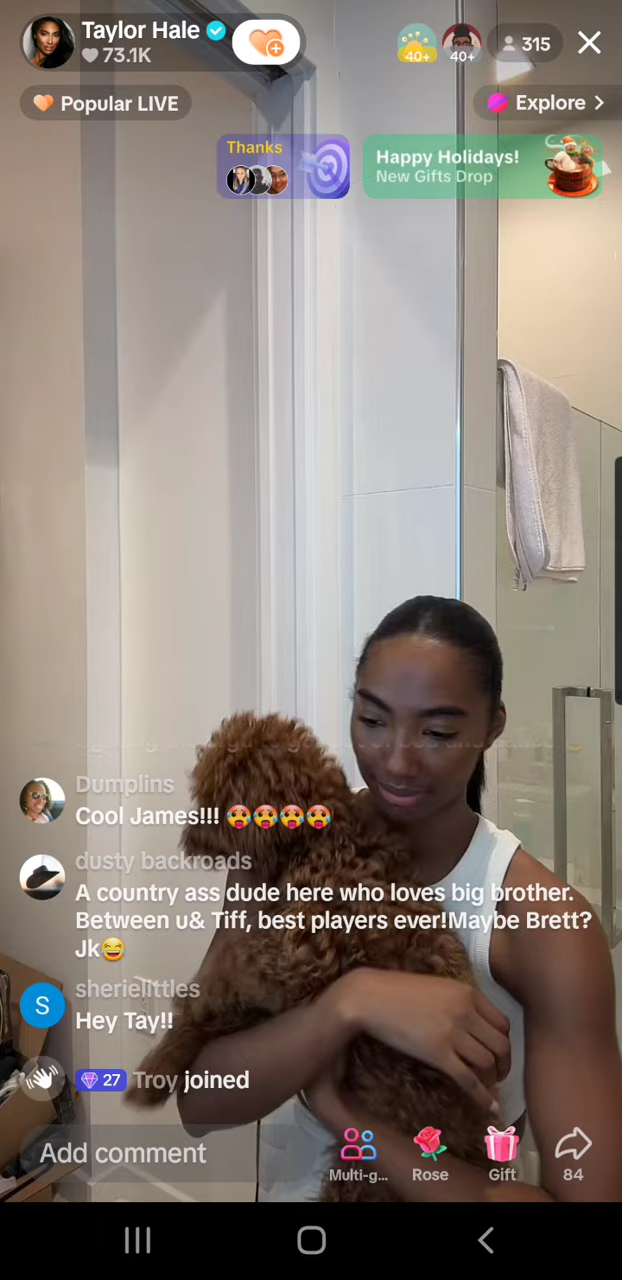 Taylor Hale
73.1K
40+
40+
315
Popular LIVE
Explore
Thanks
Happy Holidays!
New Gifts Drop
Dumplins
Cool James!!! 🥵🥵🥵🥵
dusty backroads
A country ass dude here who loves big brother.
Between u& Tiff, best players ever!Maybe Brett?
Jk😅
S
sherielittles
Hey Tay!!
27 Troy joined
Add comment
Multi-g...
Rose
Gift
84